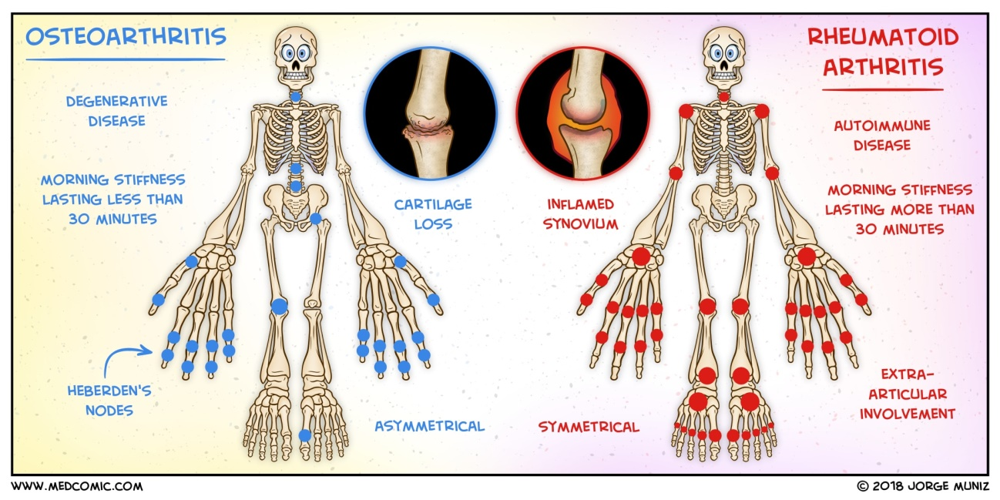 OSTEOARTHRITIS
DEGENERATIVE
DISEASE
MORNING STIFFNESS
LASTING LESS THAN
30 MINUTES
HEBERDEN'S
NODES
CARTILAGE
LOSS
ASYMMETRICAL
RHEUMATOID
ARTHRITIS
INFLAMED
SYNOVIUM
SYMMETRICAL
AUTOIMMUNE
DISEASE
MORNING STIFFNESS
LASTING MORE THAN
30 MINUTES
EXTRA-
ARTICULAR
INVOLVEMENT
WWW.MEDCOMIC.COM
© 2018 JORGE MUNIZ